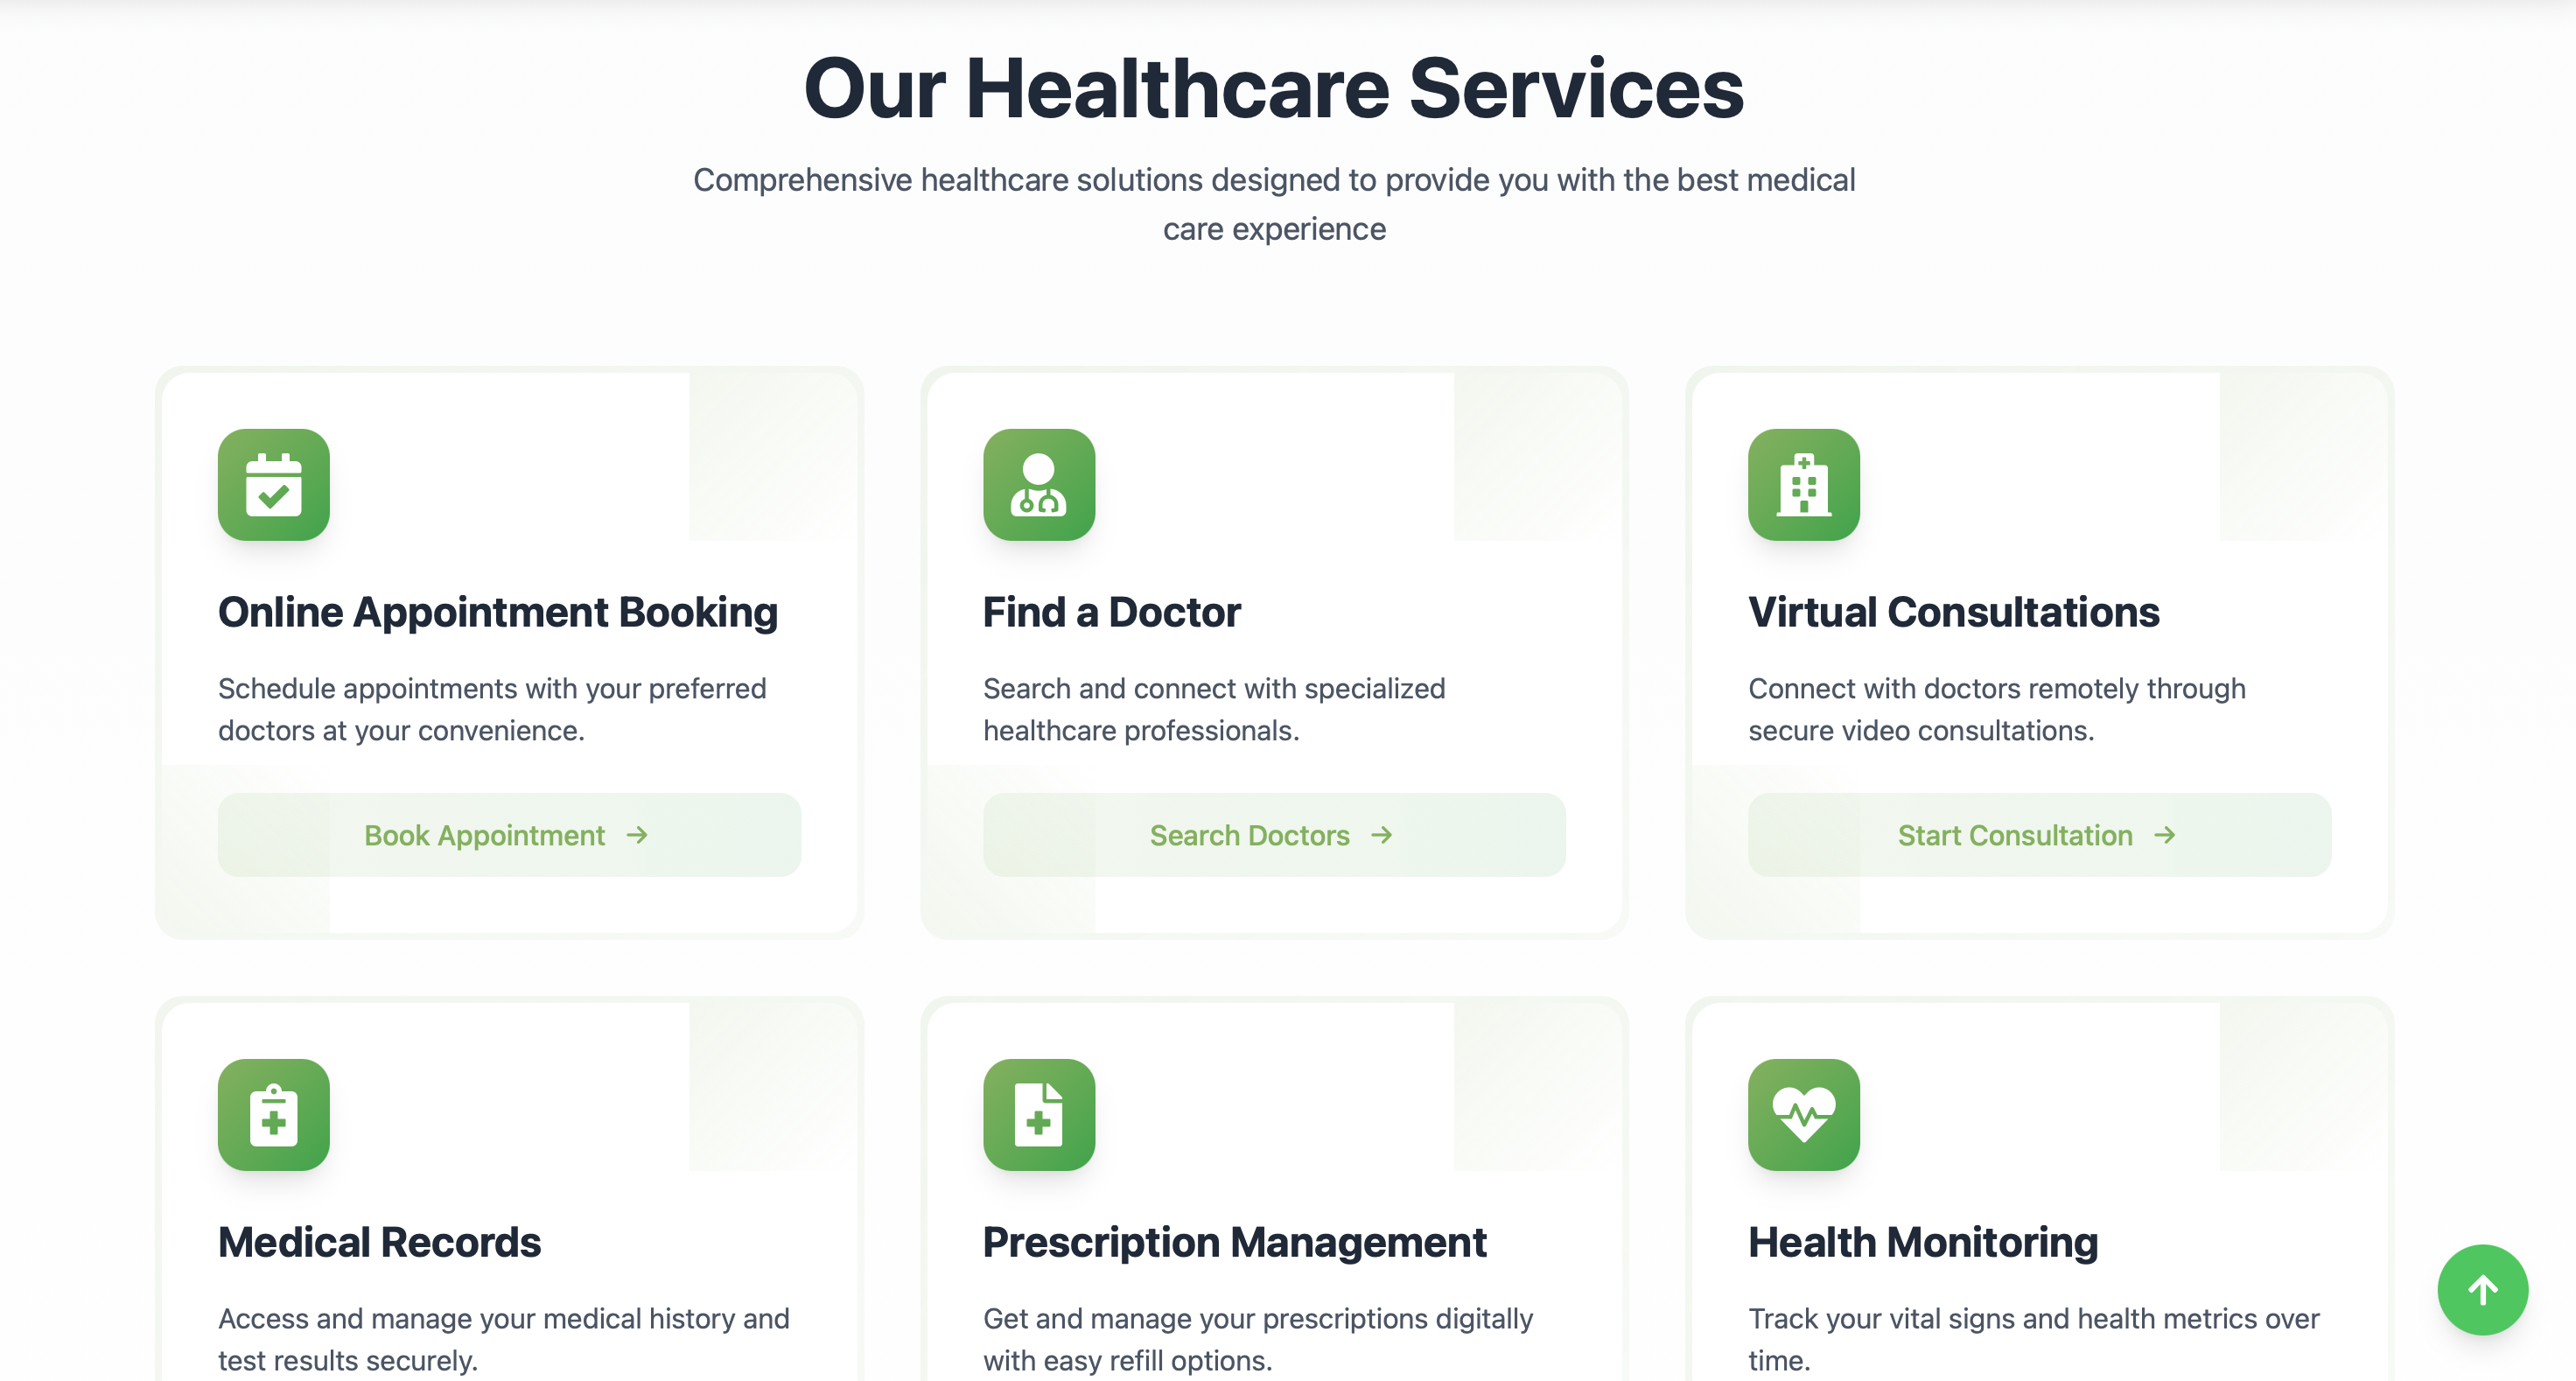 Our Healthcare Services
Comprehensive healthcare solutions designed to provide you with the best medical
care experience
Online Appointment Booking
Schedule appointments with your preferred
doctors at your convenience.
Book Appointment →
Find a Doctor
Search and connect with specialized
healthcare professionals.
Search Doctors →
Virtual Consultations
Connect with doctors remotely through
secure video consultations.
Start Consultation →
Medical Records
Access and manage your medical history and
test results securely.
Prescription Management
Get and manage your prescriptions digitally
with easy refill options.
Health Monitoring
Track your vital signs and health metrics over
time.